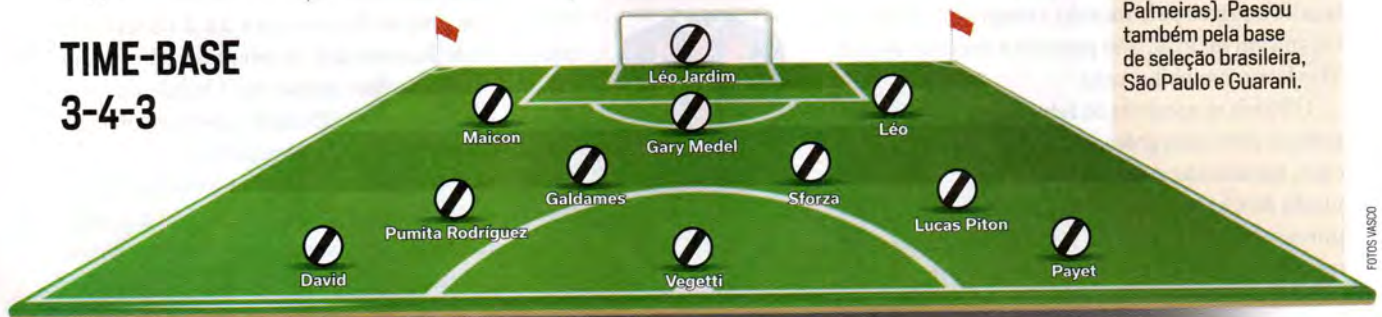 TIME-BASE
3-4-3
Palmeiras). Passou
também pela base
de seleção brasileira,
São Paulo e Guarani.
Léo Jardim
Maicon
Gary Medel
Léo
Galdames
Sforza
Pumita Rodríguez
Lucas Piton
David
Vegetti
Payet
FOTOS VASCO